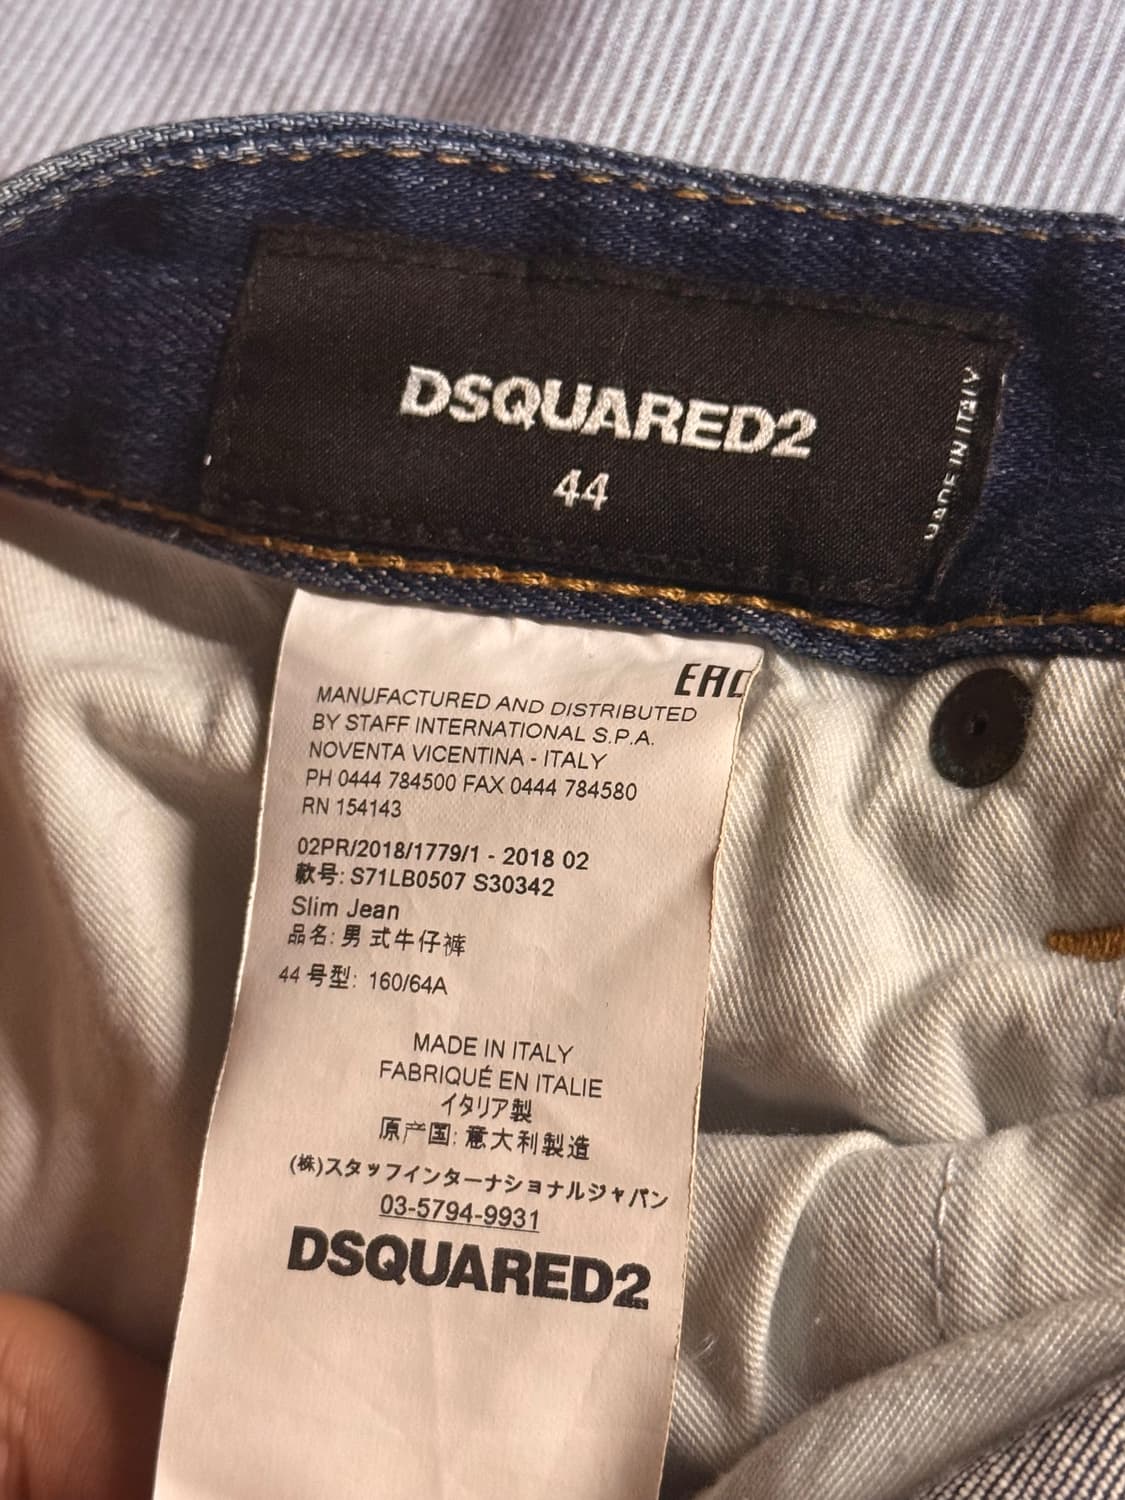 DSQUARED2
44
MADE IN ITALY
EAC
MANUFACTURED AND DISTRIBUTED
BY STAFF INTERNATIONAL S.P.A.
NOVENTA VICENTINA - ITALY
PH 0444 784500 FAX 0444 784580
RN 154143
02PR/2018/1779/1 - 2018 02
款号: S71LB0507 S30342
Slim Jean
品名: 男式牛仔裤
44 号型: 160/64A
MADE IN ITALY
FABRIQUÉ EN ITALIE
イタリア製
原产国: 意大利製造
(株)スタッフインターナショナルジャパン
03-5794-9931
DSQUARED2